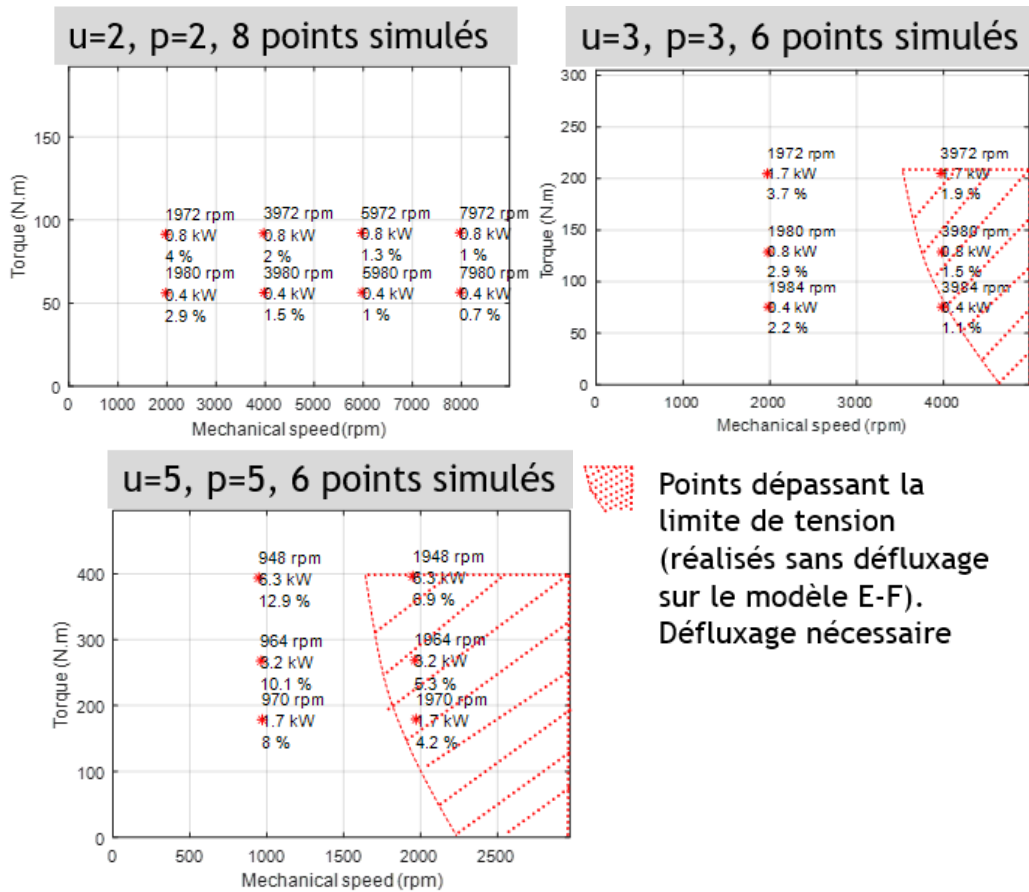 u=2, p=2, 8 points simulés
u=3, p=3, 6 points simulés
Torque (N.m)
150
100
50
0
1972 rpm
0.8 kW
4 %
3972 rpm
0.8 kW
2 %
5972 rpm
0.8 kW
1.3 %
7972 rpm
0.8 kW
1 %
1980 rpm
0.4 kW
2.9 %
3980 rpm
0.4 kW
1.5 %
5980 rpm
0.4 kW
1 %
7980 rpm
0.4 kW
0.7 %
0 1000 2000 3000 4000 5000 6000 7000 8000
Mechanical speed (rpm)
Torque (N.m)
300
250
200
150
100
50
0
1972 rpm
1.7 kW
3.7 %
3972 rpm
1.7 kW
1.9 %
1980 rpm
0.8 kW
2.9 %
3980 rpm
0.8 kW
1.5 %
1984 rpm
0.4 kW
2.2 %
3984 rpm
0.4 kW
1.1 %
0 1000 2000 3000 4000
Mechanical speed (rpm)
u=5, p=5, 6 points simulés
Torque (N.m)
400
300
200
100
0
948 rpm
6.3 kW
12.9 %
1948 rpm
6.3 kW
6.9 %
964 rpm
3.2 kW
10.1 %
1964 rpm
3.2 kW
5.3 %
970 rpm
1.7 kW
8 %
1970 rpm
1.7 kW
4.2 %
0 500 1000 1500 2000 2500
Mechanical speed (rpm)
Points dépassant la
limite de tension
(réalisés sans défluxage
sur le modèle E-F).
Défluxage nécessaire